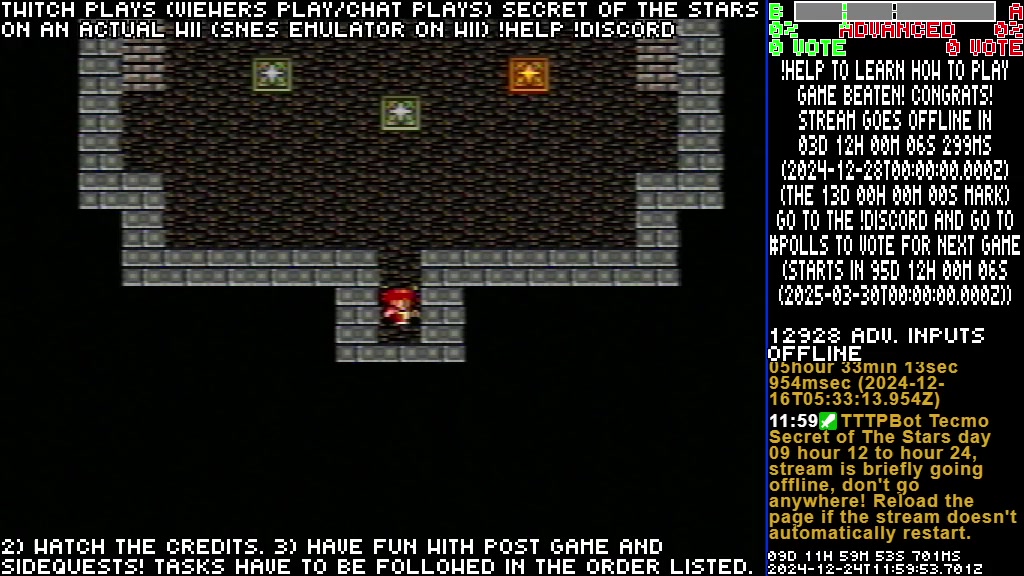 TWITCH PLAYS (VIEWERS PLAY/CHAT PLAYS) SECRET OF THE STARS
ON AN ACTUAL WII (SNES EMULATOR ON WII) !HELP !DISCORD
B A
0% ADVANCED 0%
0 VOTE 0 VOTE
!HELP TO LEARN HOW TO PLAY
GAME BEATEN! CONGRATS!
STREAM GOES OFFLINE IN
03D 12H 00M 06S 299MS
(2024-12-28T00:00:00.000Z)
(THE 13D 00H 00M 00S MARK)
GO TO THE !DISCORD AND GO TO
#POLLS TO VOTE FOR NEXT GAME
(STARTS IN 95D 12H 00M 06S
(2025-03-30T00:00:00.000Z))
12928 ADV. INPUTS
OFFLINE
05hour 33min 13sec
954msec (2024-12-
16T05:33:13.954Z)
11:59 TTTPBot Tecmo
Secret of The Stars day
09 hour 12 to hour 24,
stream is briefly going
offline, don't go
anywhere! Reload the
page if the stream doesn't
automatically restart.
09D 11H 59M 53S 701MS
2024-12-24T11:59:53.701Z
2) WATCH THE CREDITS. 3) HAVE FUN WITH POST GAME AND
SIDEQUESTS! TASKS HAVE TO BE FOLLOWED IN THE ORDER LISTED.